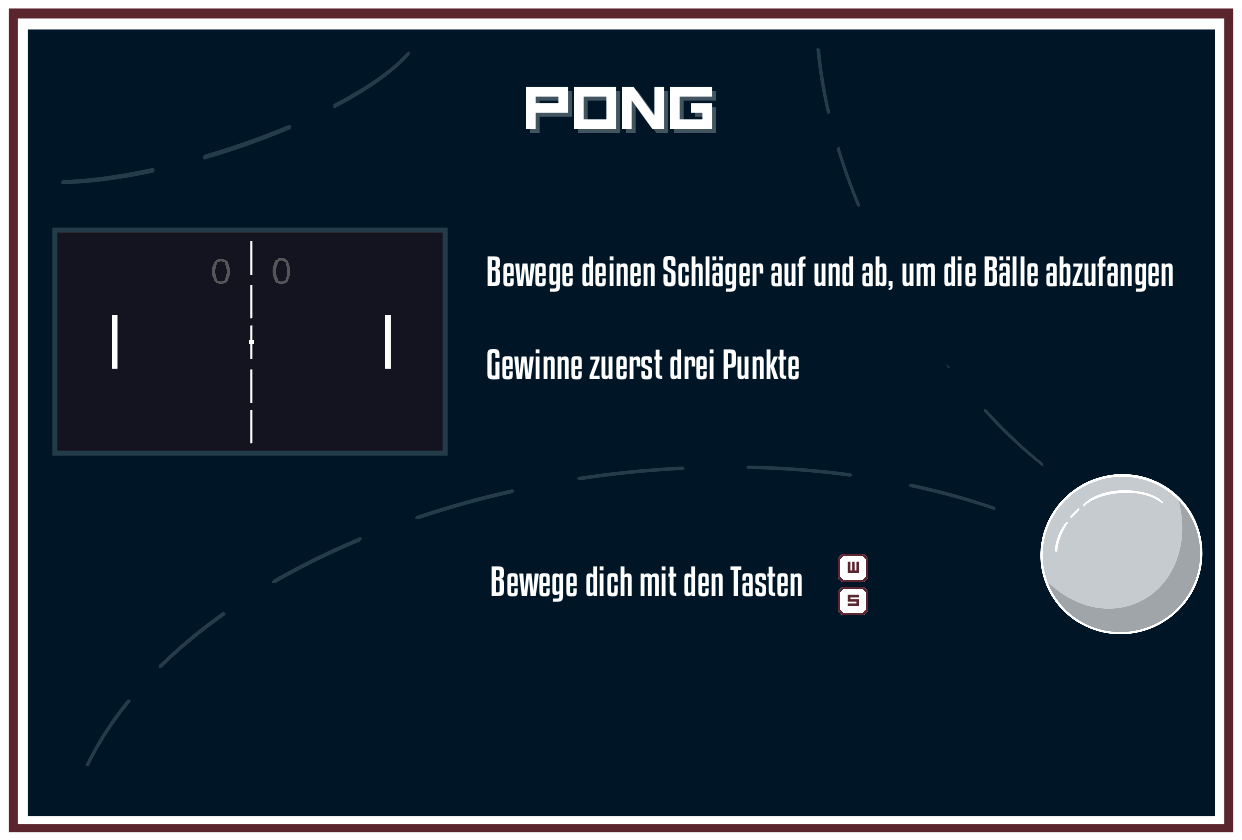 PONG
0 0
Bewege deinen Schläger auf und ab, um die Bälle abzufangen
Gewinne zuerst drei Punkte
Bewege dich mit den Tasten
W
S